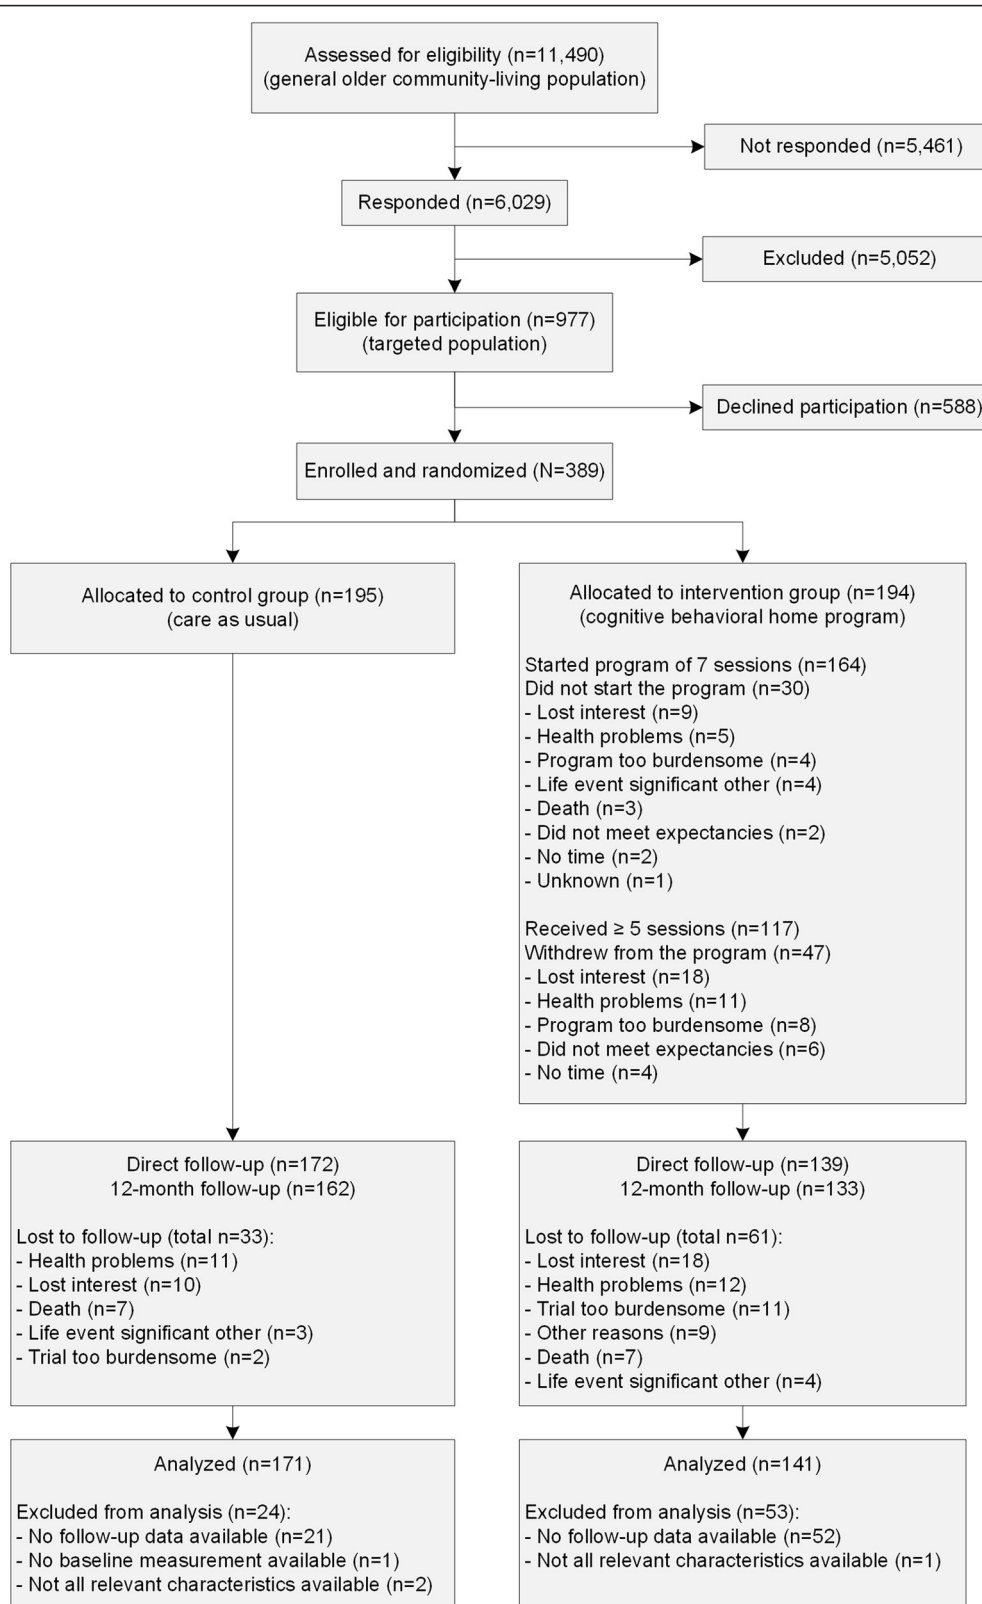 Assessed for eligibility (n=11,490)
(general older community-living population)
Not responded (n=5,461)
Responded (n=6,029)
Excluded (n=5,052)
Eligible for participation (n=977)
(targeted population)
Declined participation (n=588)
Enrolled and randomized (N=389)
Allocated to control group (n=195)
(care as usual)
Allocated to intervention group (n=194)
(cognitive behavioral home program)
Started program of 7 sessions (n=164)
Did not start the program (n=30)
- Lost interest (n=9)
- Health problems (n=5)
- Program too burdensome (n=4)
- Life event significant other (n=4)
- Death (n=3)
- Did not meet expectancies (n=2)
- No time (n=2)
- Unknown (n=1)
Received ≥ 5 sessions (n=117)
Withdrew from the program (n=47)
- Lost interest (n=18)
- Health problems (n=11)
- Program too burdensome (n=8)
- Did not meet expectancies (n=6)
- No time (n=4)
Direct follow-up (n=172)
12-month follow-up (n=162)
Lost to follow-up (total n=33):
- Health problems (n=11)
- Lost interest (n=10)
- Death (n=7)
- Life event significant other (n=3)
- Trial too burdensome (n=2)
Direct follow-up (n=139)
12-month follow-up (n=133)
Lost to follow-up (total n=61):
- Lost interest (n=18)
- Health problems (n=12)
- Trial too burdensome (n=11)
- Other reasons (n=9)
- Death (n=7)
- Life event significant other (n=4)
Analyzed (n=171)
Excluded from analysis (n=24):
- No follow-up data available (n=21)
- No baseline measurement available (n=1)
- Not all relevant characteristics available (n=2)
Analyzed (n=141)
Excluded from analysis (n=53):
- No follow-up data available (n=52)
- Not all relevant characteristics available (n=1)